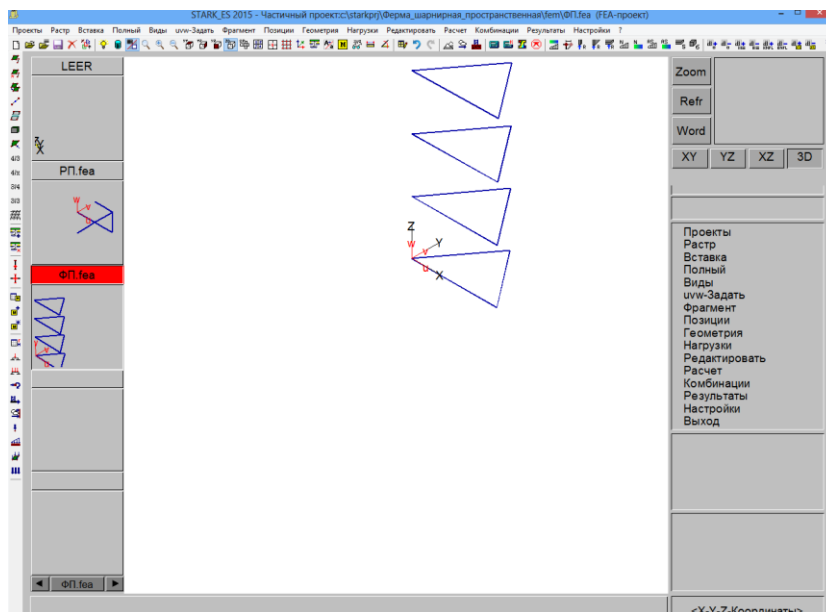 STARK_ES 2015 - Частичный проект:c:\starkprj\Ферма_шарнирная_пространственная\fem\ФП.fea (FEA-проект)
Проекты Растр Вставка Полный Виды uvw-Задать Фрагмент Позиции Геометрия Нагрузки Редактировать Расчет Комбинации Результаты Настройки ?
LEER
Z
Y
X
РП.fea
w
v
u
ФП.fea
ФП.fea
Z
w
Y
v
u
X
Zoom
Refr
Word
XY YZ XZ 3D
Проекты
Растр
Вставка
Полный
Виды
uvw-Задать
Фрагмент
Позиции
Геометрия
Нагрузки
Редактировать
Расчет
Комбинации
Результаты
Настройки
Выход
<X-Y-Z-Координаты>